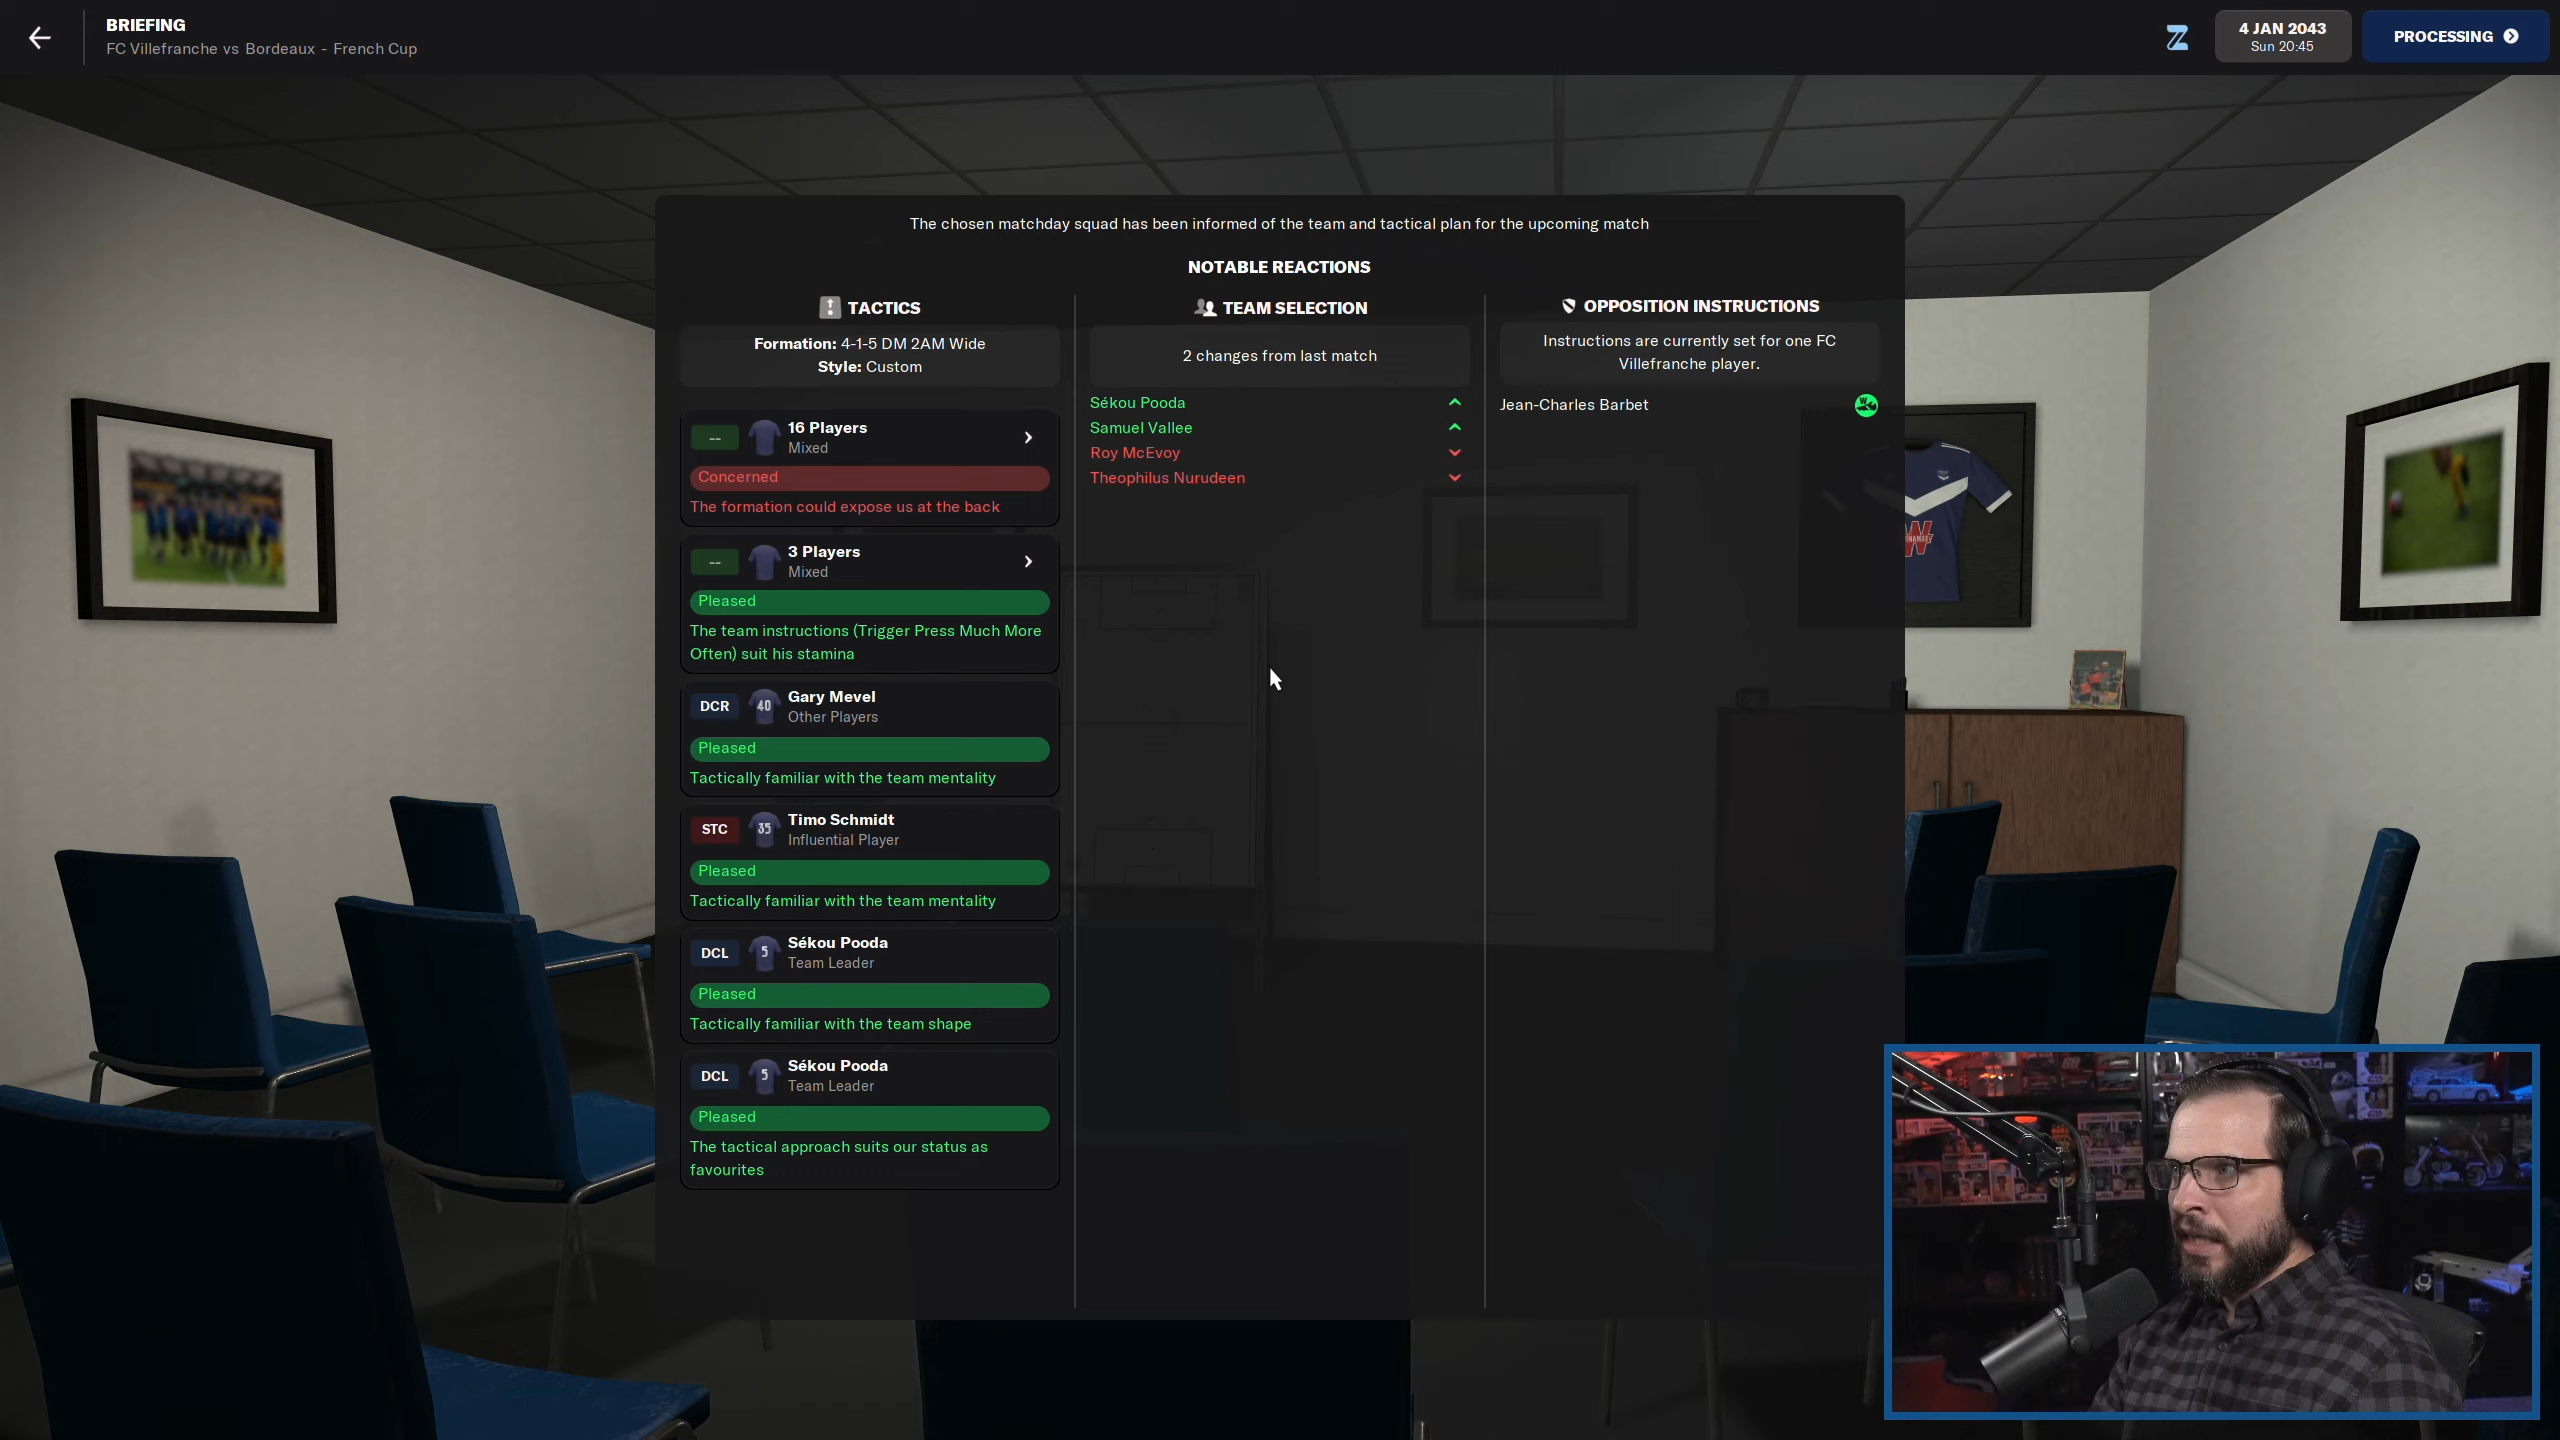 BRIEFING
FC Villefranche vs Bordeaux - French Cup
4 JAN 2043
Sun 20:45
PROCESSING
The chosen matchday squad has been informed of the team and tactical plan for the upcoming match
NOTABLE REACTIONS
TACTICS
Formation: 4-1-5 DM 2AM Wide
Style: Custom
-- 16 Players
Mixed
Concerned
The formation could expose us at the back
-- 3 Players
Mixed
Pleased
The team instructions (Trigger Press Much More
Often) suit his stamina
DCR 40 Gary Mevel
Other Players
Pleased
Tactically familiar with the team mentality
STC 35 Timo Schmidt
Influential Player
Pleased
Tactically familiar with the team mentality
DCL 5 Sékou Pooda
Team Leader
Pleased
Tactically familiar with the team shape
DCL 5 Sékou Pooda
Team Leader
Pleased
The tactical approach suits our status as
favourites
TEAM SELECTION
2 changes from last match
Sékou Pooda
Samuel Vallee
Roy McEvoy
Theophilus Nurudeen
OPPOSITION INSTRUCTIONS
Instructions are currently set for one FC
Villefranche player.
Jean-Charles Barbet